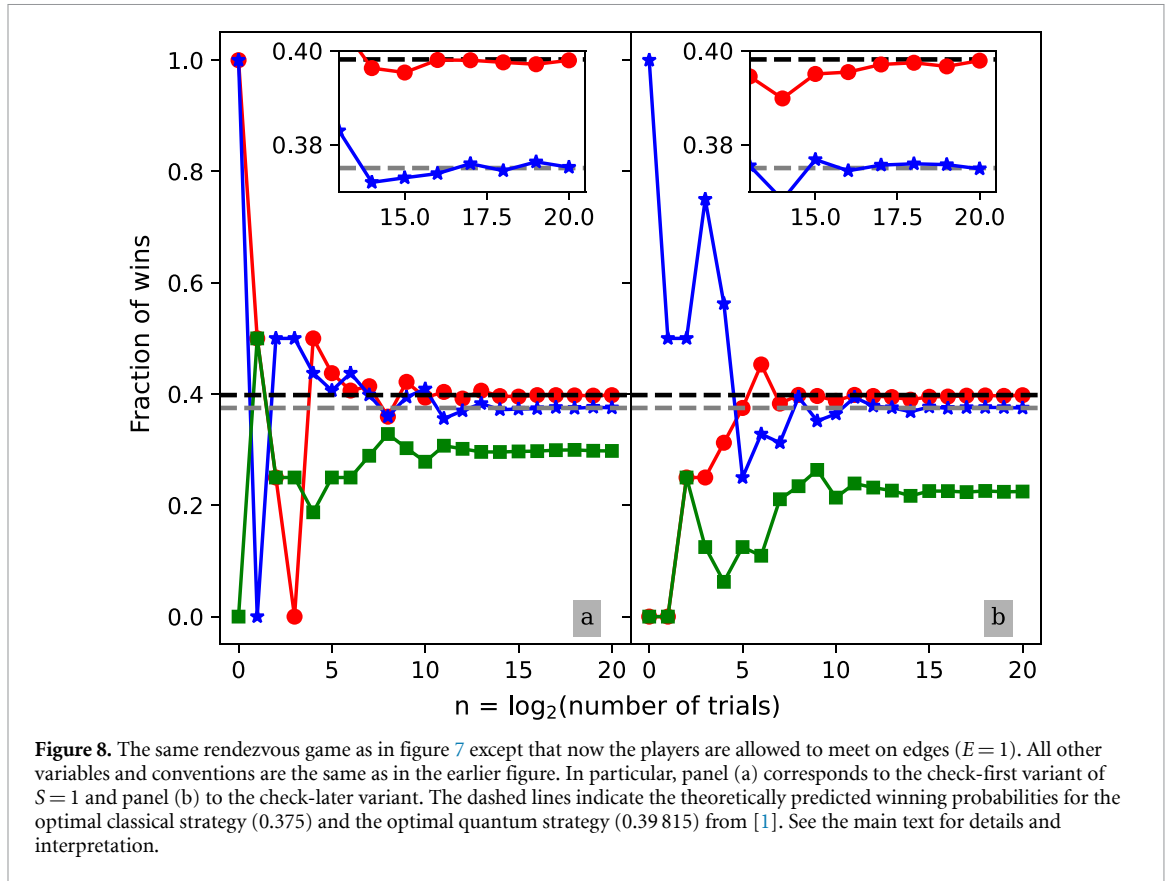 1.0
0.8
0.6
0.4
0.2
0.0
Fraction of wins
0.40
0.38
15.0 17.5 20.0
a
0 5 10 15 20
0.40
0.38
15.0 17.5 20.0
b
0 5 10 15 20
n = log₂(number of trials)
Figure 8. The same rendezvous game as in figure 7 except that now the players are allowed to meet on edges (E = 1). All other
variables and conventions are the same as in the earlier figure. In particular, panel (a) corresponds to the check-first variant of
S = 1 and panel (b) to the check-later variant. The dashed lines indicate the theoretically predicted winning probabilities for the
optimal classical strategy (0.375) and the optimal quantum strategy (0.39 815) from [1]. See the main text for details and
interpretation.